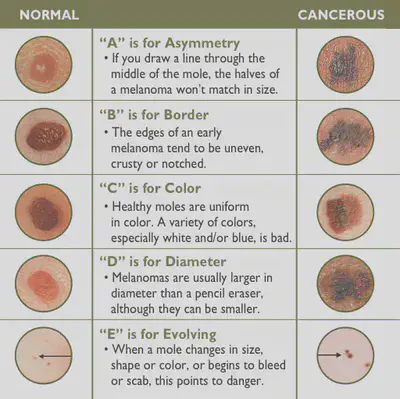 NORMAL
CANCEROUS
“A” is for Asymmetry
• If you draw a line through the
middle of the mole, the halves of
a melanoma won’t match in size.
“B” is for Border
• The edges of an early
melanoma tend to be uneven,
crusty or notched.
“C” is for Color
• Healthy moles are uniform
in color. A variety of colors,
especially white and/or blue, is bad.
“D” is for Diameter
• Melanomas are usually larger in
diameter than a pencil eraser,
although they can be smaller.
“E” is for Evolving
• When a mole changes in size,
shape or color, or begins to bleed
or scab, this points to danger.